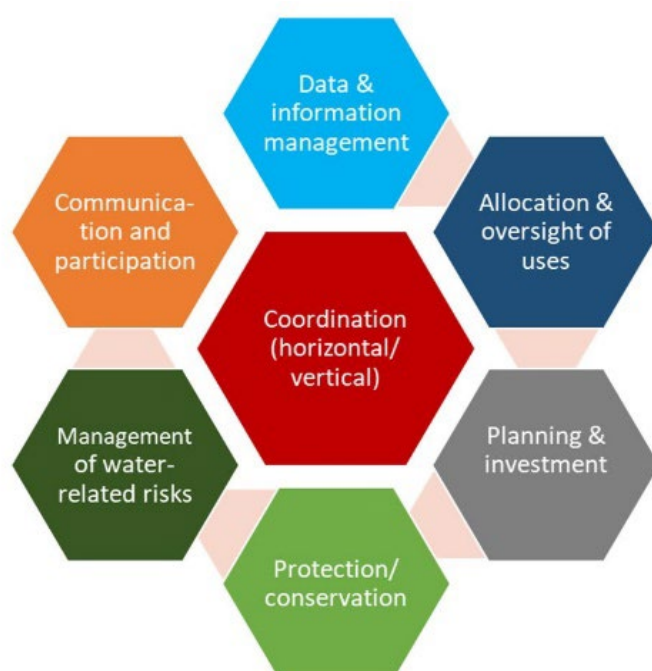 Data &
information
management
Allocation &
oversight of
uses
Planning &
investment
Protection/
conservation
Management
of water-
related risks
Communica-
tion and
participation
Coordination
(horizontal/
vertical)